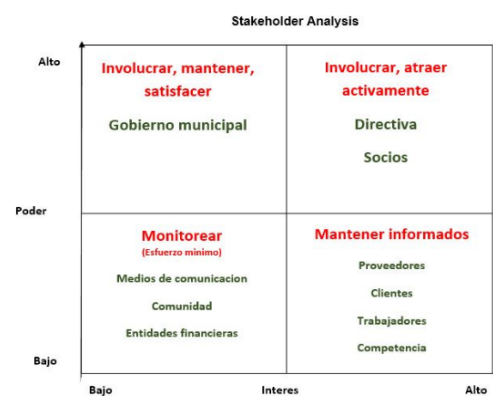 Stakeholder Analysis
Alto
Involucrar, mantener,
satisfacer
Gobierno municipal
Involucrar, atraer
activamente
Directiva
Socios
Poder
Monitorear
(Esfuerzo minimo)
Medios de comunicacion
Comunidad
Entidades financieras
Mantener informados
Proveedores
Clientes
Trabajadores
Competencia
Bajo
Bajo
Interes
Alto